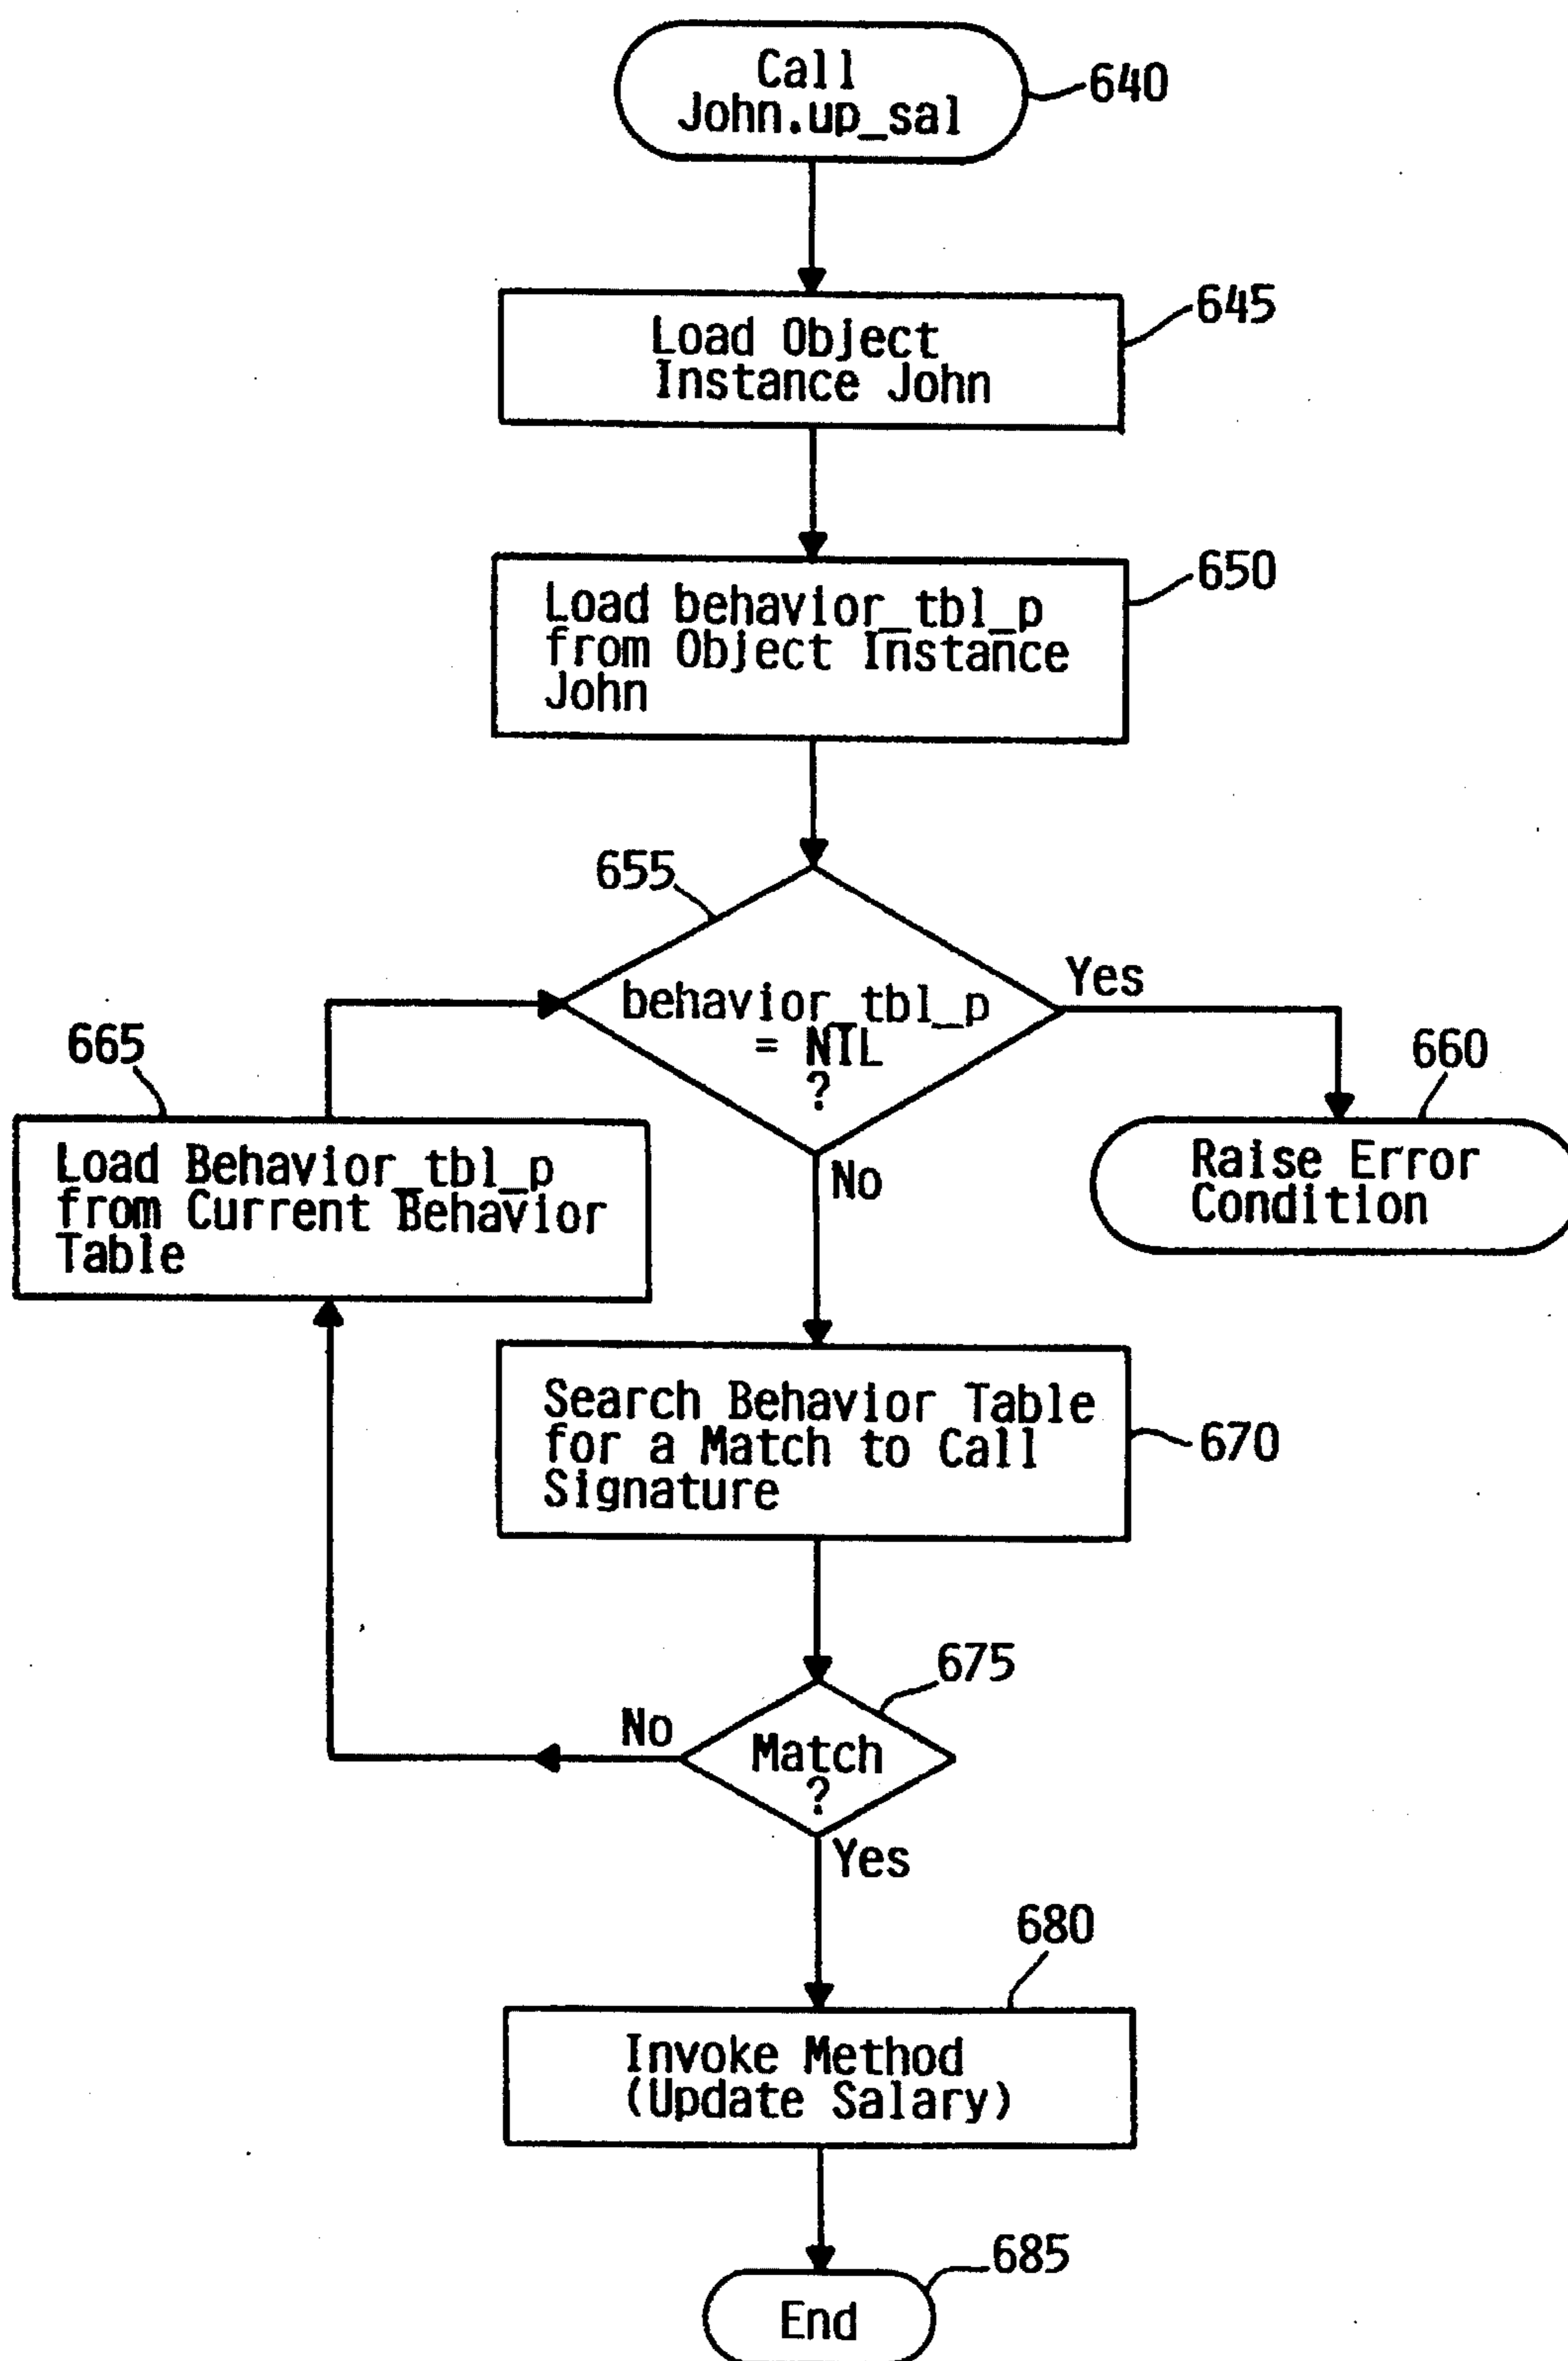 Call
John.up_sal
640
Load Object
Instance John
645
Load behavior_tbl_p
from Object Instance
John
650
655
behavior_tbl_p
= NIL
?
Yes
No
660
Raise Error
Condition
665
Load Behavior_tbl_p
from Current Behavior
Table
Search Behavior Table
for a Match to Call
Signature
670
675
Match
?
No
Yes
680
Invoke Method
(Update Salary)
685
End